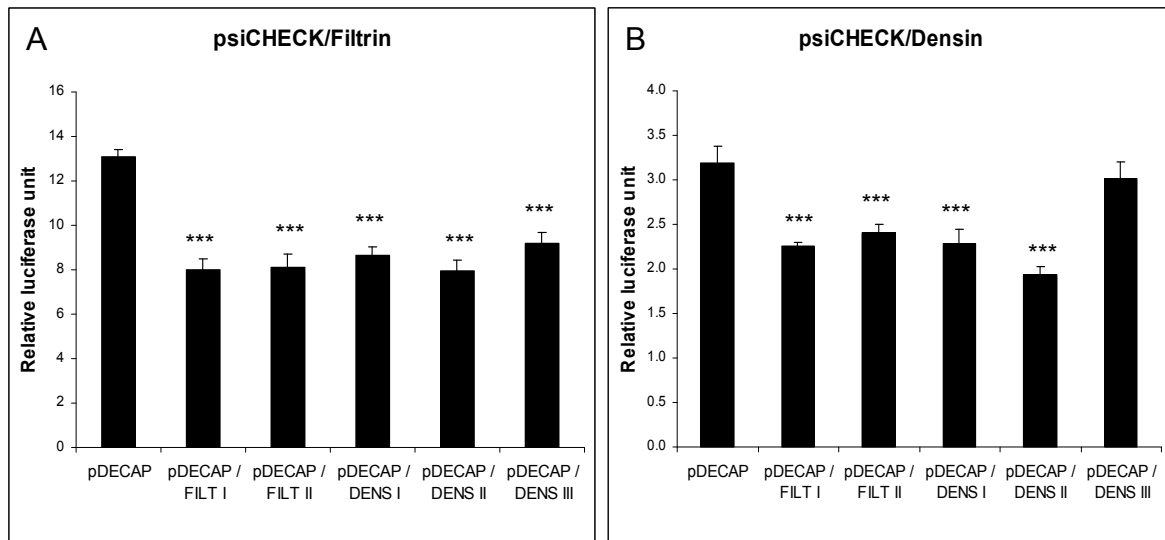 A
psiCHECK/Filtrin
Relative luciferase unit
16
14
12
10
8
6
4
2
0
***
***
***
***
***
pDECAP
pDECAP / FILT I
pDECAP / FILT II
pDECAP / DENS I
pDECAP / DENS II
pDECAP / DENS III
B
psiCHECK/Densin
Relative luciferase unit
4.0
3.5
3.0
2.5
2.0
1.5
1.0
0.5
0.0
***
***
***
***
pDECAP
pDECAP / FILT I
pDECAP / FILT II
pDECAP / DENS I
pDECAP / DENS II
pDECAP / DENS III